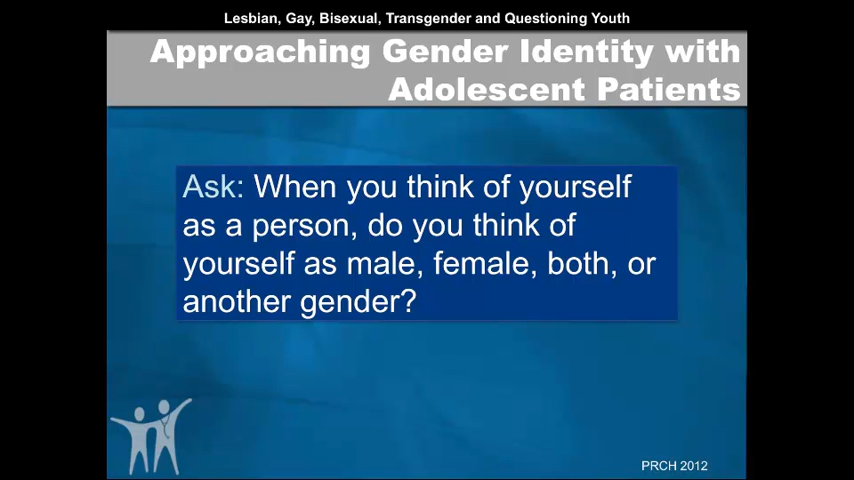 Lesbian, Gay, Bisexual, Transgender and Questioning Youth
Approaching Gender Identity with
Adolescent Patients
Ask: When you think of yourself
as a person, do you think of
yourself as male, female, both, or
another gender?
PRCH 2012